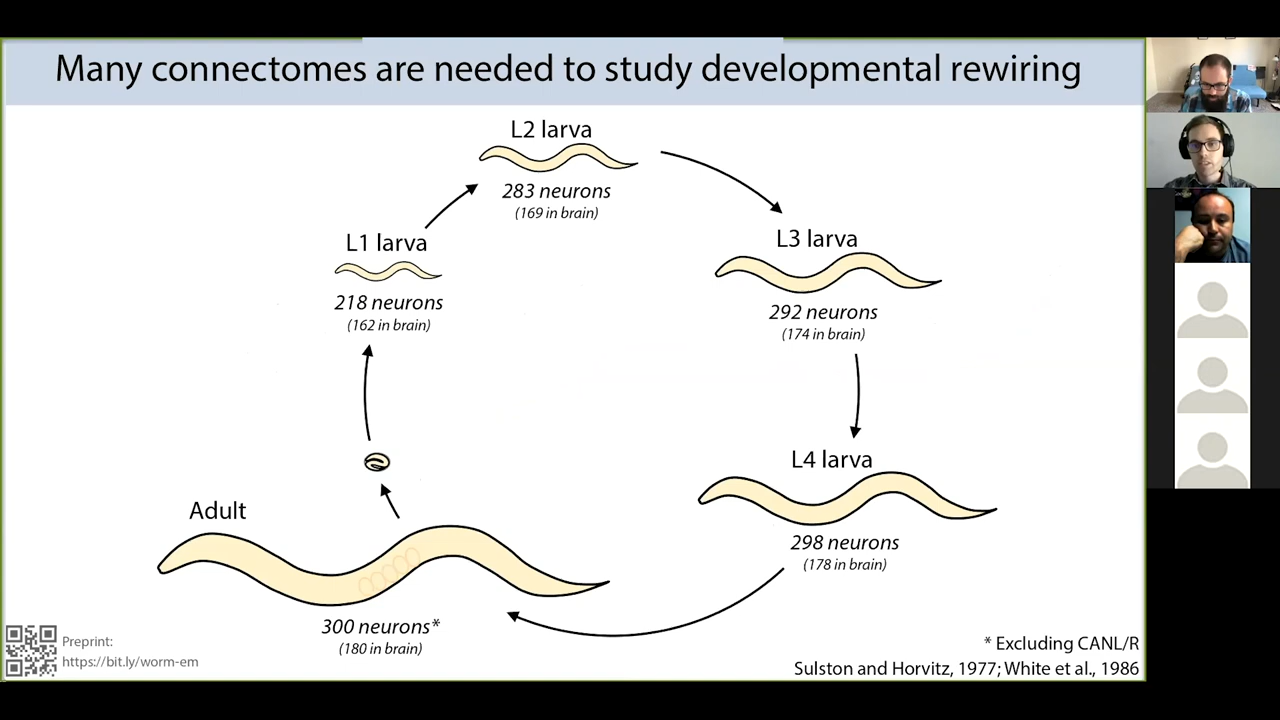 Many connectomes are needed to study developmental rewiring
L2 larva
283 neurons
(169 in brain)
L1 larva
218 neurons
(162 in brain)
L3 larva
292 neurons
(174 in brain)
L4 larva
298 neurons
(178 in brain)
Adult
300 neurons*
(180 in brain)
Preprint:
https://bit.ly/worm-em
* Excluding CANL/R
Sulston and Horvitz, 1977; White et al., 1986